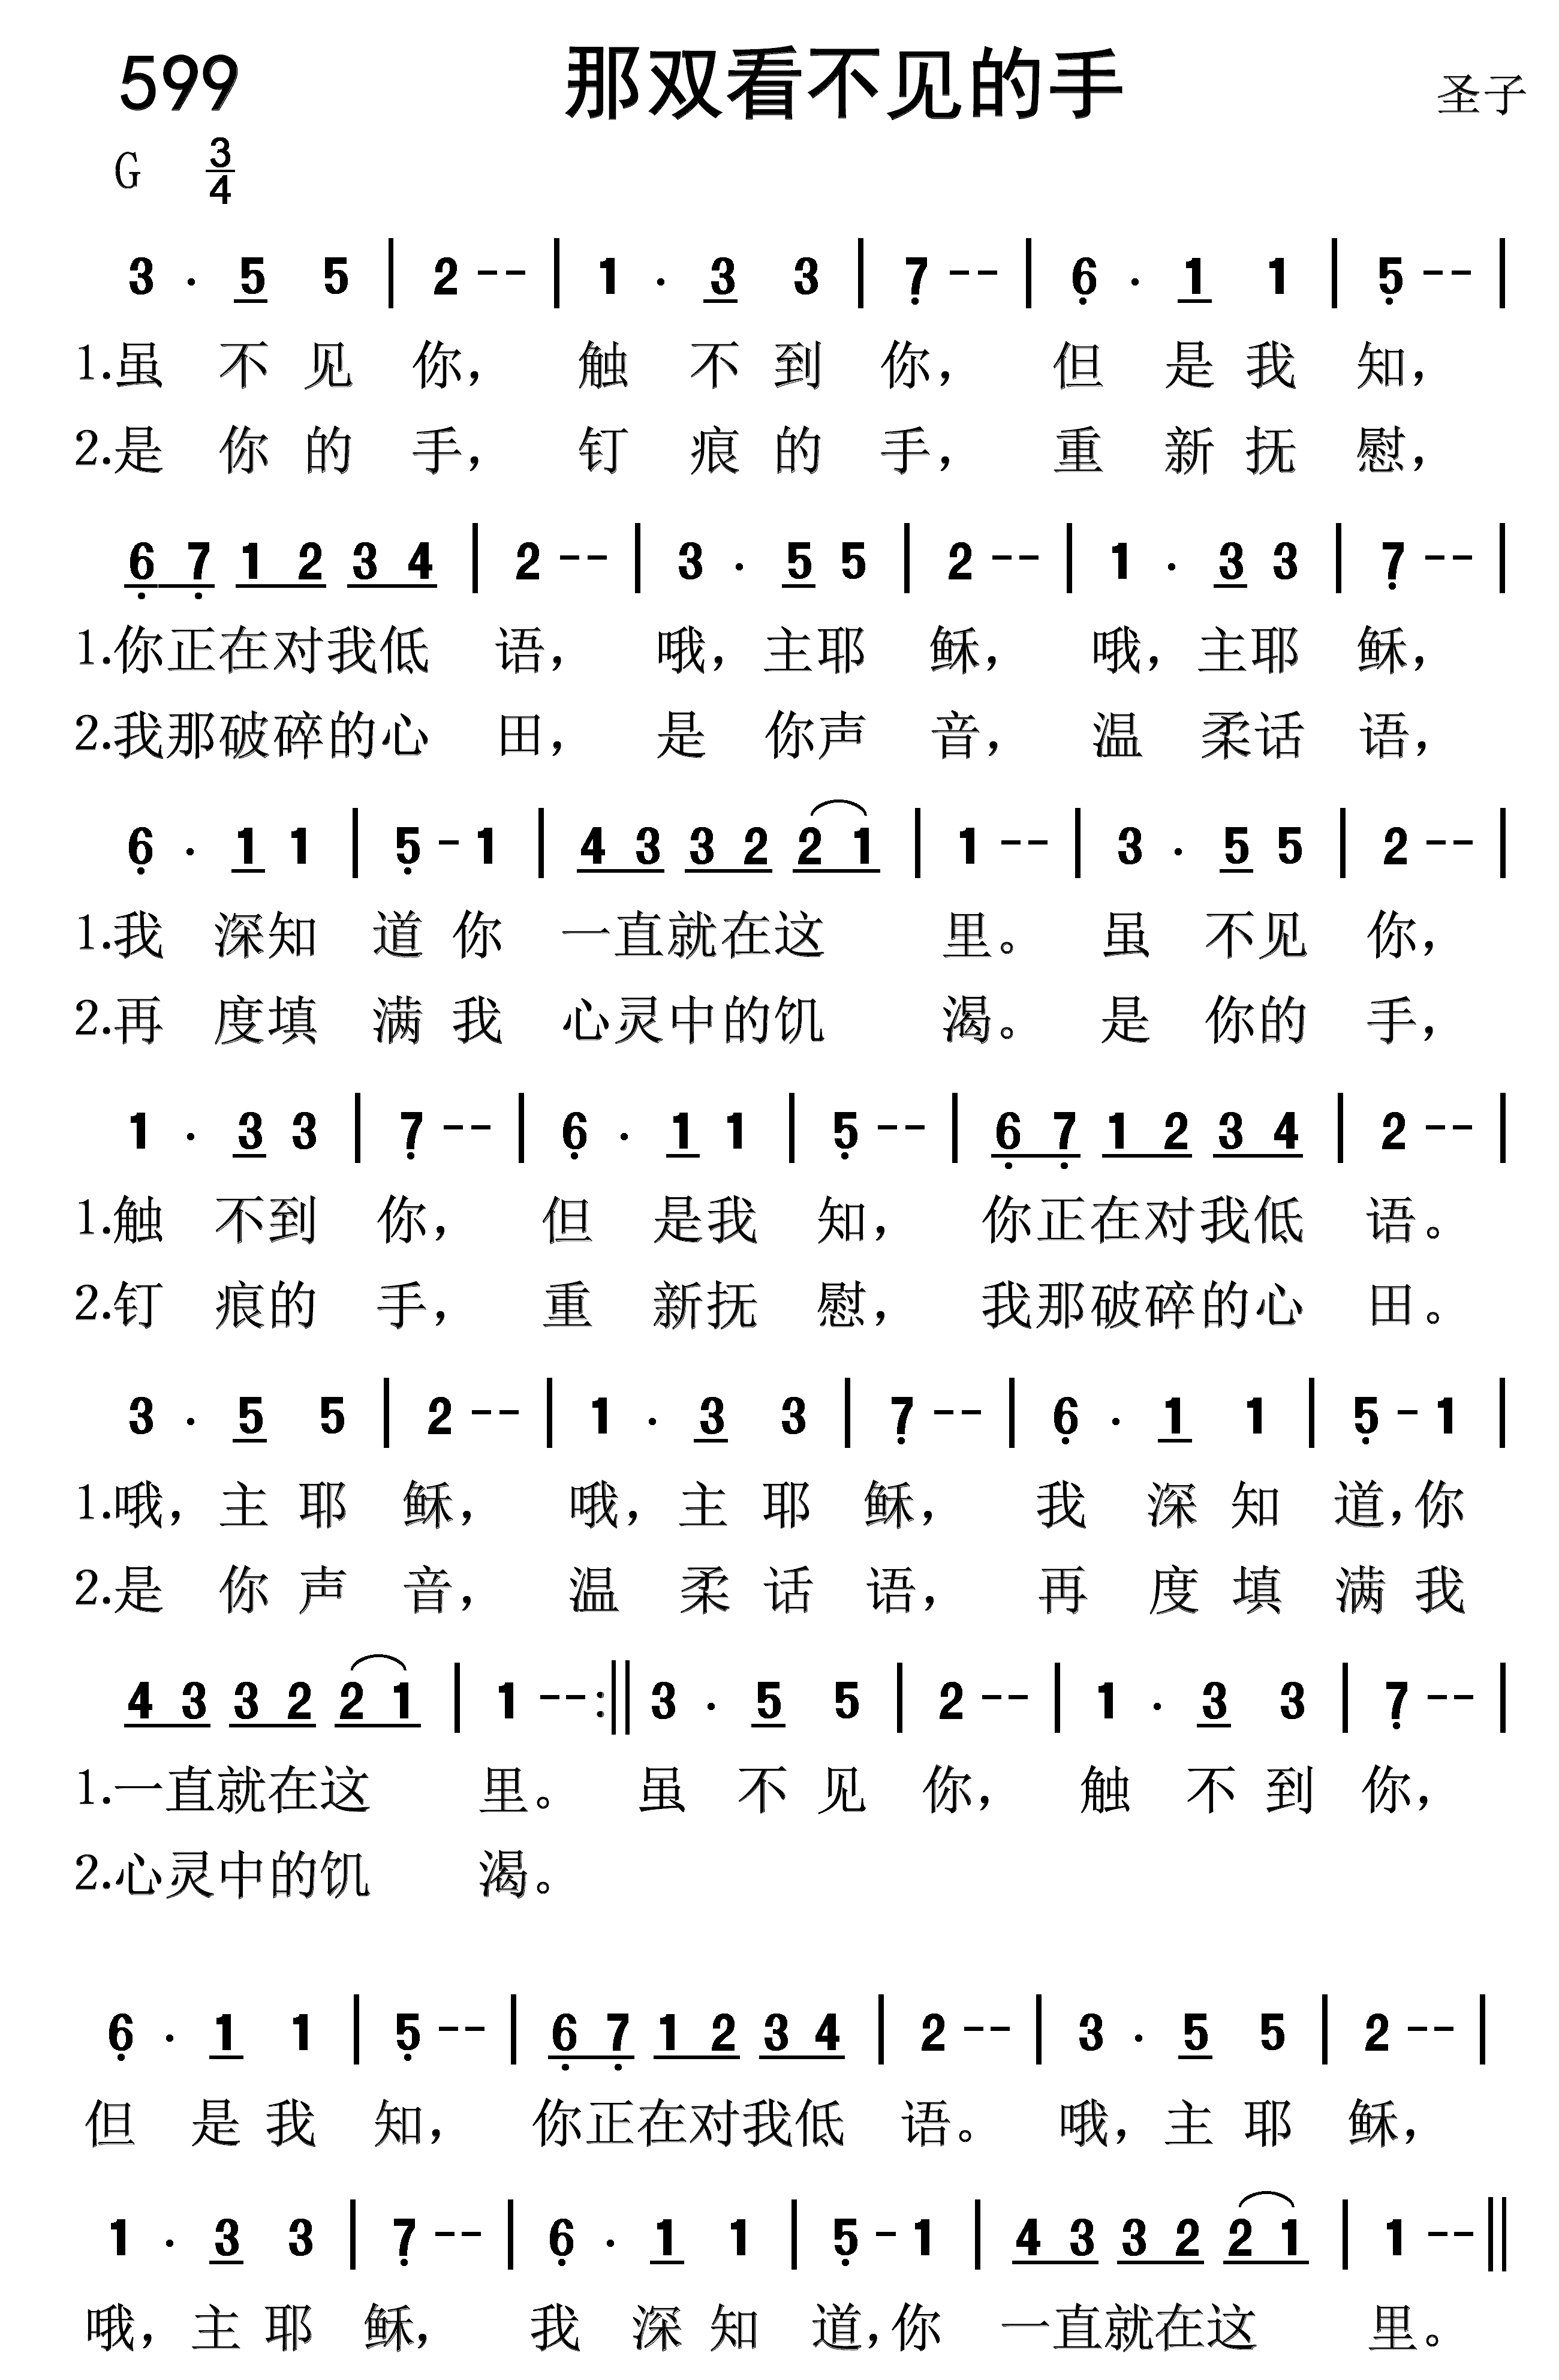 599 那双看不见的手 圣子
G 3/4
3 · 5 5 | 2 -- | 1 · 3 3 | 7 -- | 6 · 1 1 | 5 -- |
1.虽 不 见 你， 触 不 到 你， 但 是 我 知，
2.是 你 的 手， 钉 痕 的 手， 重 新 抚 慰，
6 7 1 2 3 4 | 2 -- | 3 · 5 5 | 2 -- | 1 · 3 3 | 7 -- |
1.你正在对我低 语， 哦，主耶 稣， 哦，主耶 稣，
2.我那破碎的心 田， 是 你声 音， 温 柔话 语，
6 · 1 1 | 5 - 1 | 4 3 3 2 2 1 | 1 -- | 3 · 5 5 | 2 -- |
1.我 深知 道 你 一直就在这 里。 虽 不见 你，
2.再 度填 满 我 心灵中的饥 渴。 是 你的 手，
1 · 3 3 | 7 -- | 6 · 1 1 | 5 -- | 6 7 1 2 3 4 | 2 -- |
1.触 不到 你， 但 是我 知， 你正在对我低 语。
2.钉 痕的 手， 重 新抚 慰， 我那破碎的心 田。
3 · 5 5 | 2 -- | 1 · 3 3 | 7 -- | 6 · 1 1 | 5 - 1 |
1.哦，主 耶 稣， 哦，主 耶 稣， 我 深 知 道，你
2.是 你 声 音， 温 柔 话 语， 再 度 填 满 我
4 3 3 2 2 1 | 1 --:|| 3 · 5 5 | 2 -- | 1 · 3 3 | 7 -- |
1.一直就在这 里。 虽 不 见 你， 触 不 到 你，
2.心灵中的饥 渴。
6 · 1 1 | 5 -- | 6 7 1 2 3 4 | 2 -- | 3 · 5 5 | 2 -- |
但 是 我 知， 你正在对我低 语。 哦，主 耶 稣，
1 · 3 3 | 7 -- | 6 · 1 1 | 5 - 1 | 4 3 3 2 2 1 | 1 -- ||
哦，主 耶 稣， 我 深 知 道，你 一直就在这 里。